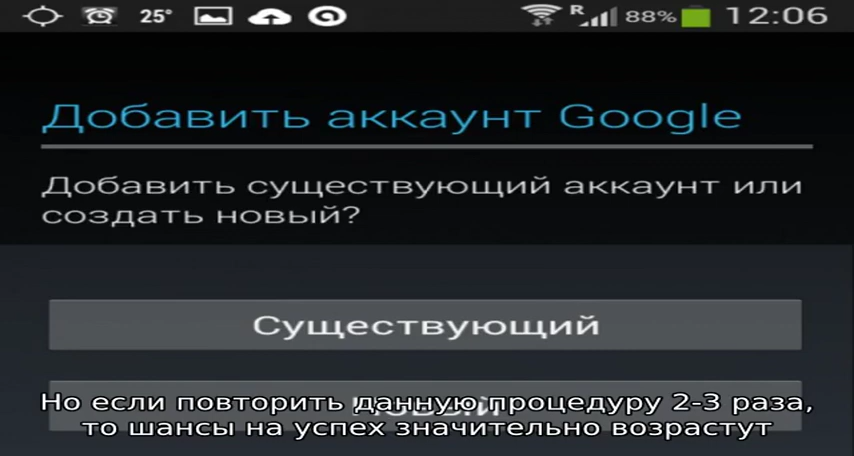 25° R 88% 12:06
Добавить аккаунт Google
Добавить существующий аккаунт или
создать новый?
Существующий
Новый
Но если повторить данную процедуру 2-3 раза,
то шансы на успех значительно возрастут